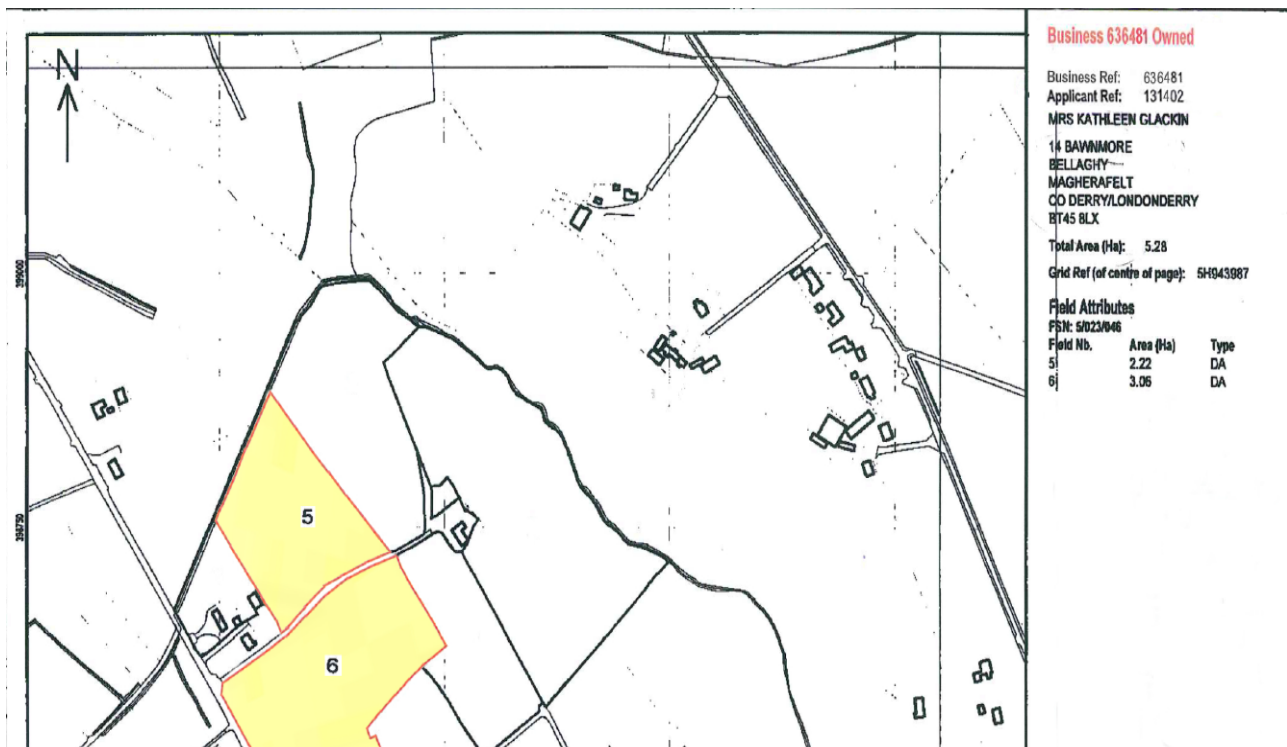 N
399000
398750
5
6
Business 636481 Owned
Business Ref: 636481
Applicant Ref: 131402
MRS KATHLEEN GLACKIN
14 BAWNMORE
BELLAGHY
MAGHERAFELT
CO DERRY/LONDONDERRY
BT45 8LX
Total Area (Ha): 5.28
Grid Ref (of centre of page): 5H943987
Field Attributes
FSN: 5/023/046
Field Nb. Area (Ha) Type
5 2.22 DA
6 3.06 DA